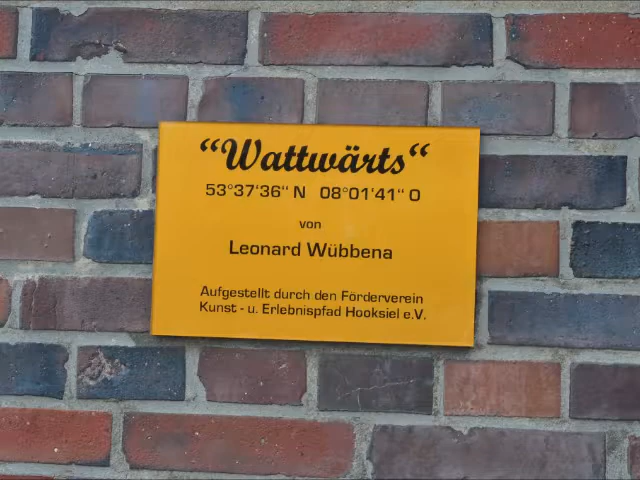 “Wattwärts“
53°37'36“ N 08°01'41“ O
von
Leonard Wübbena
Aufgestellt durch den Förderverein
Kunst - u. Erlebnispfad Hooksiel e.V.